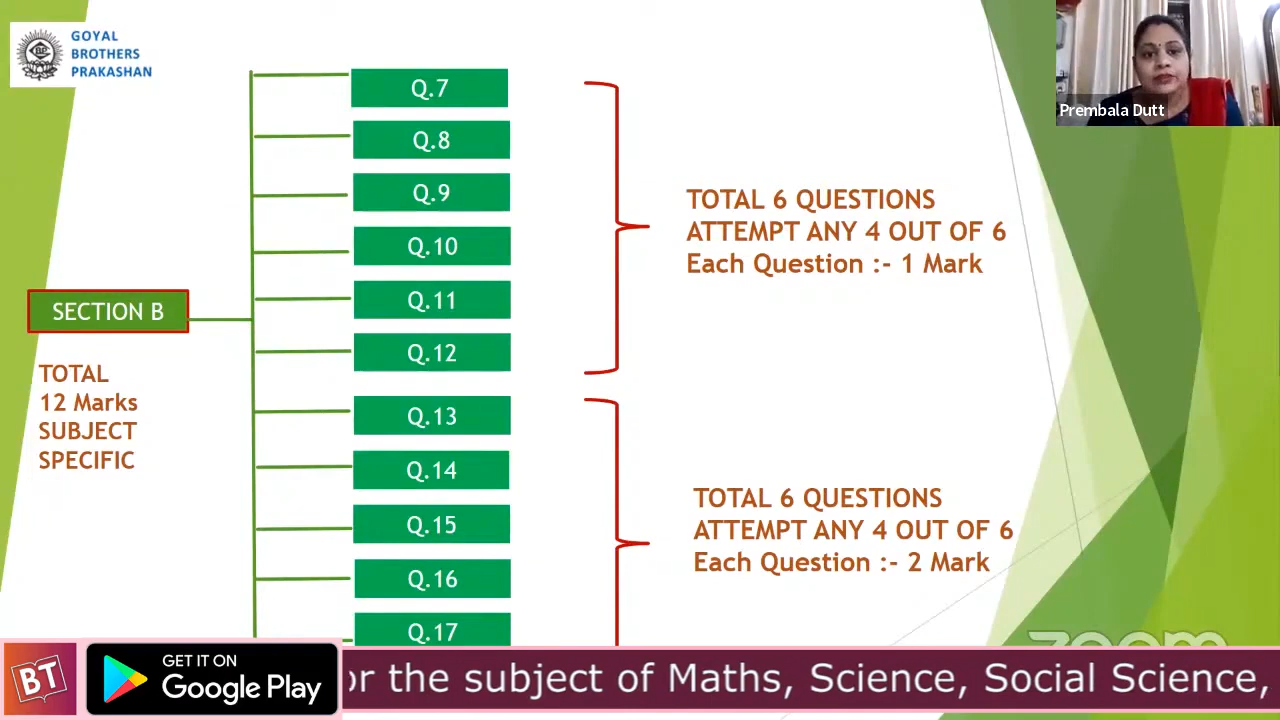 GOYAL
BROTHERS
PRAKASHAN
Prembala Dutt
Q.7
Q.8
Q.9
Q.10
Q.11
Q.12
TOTAL 6 QUESTIONS
ATTEMPT ANY 4 OUT OF 6
Each Question :- 1 Mark
SECTION B
TOTAL
12 Marks
SUBJECT
SPECIFIC
Q.13
Q.14
Q.15
Q.16
Q.17
TOTAL 6 QUESTIONS
ATTEMPT ANY 4 OUT OF 6
Each Question :- 2 Mark
zoom
BT
GET IT ON
Google Play
or the subject of Maths, Science, Social Science,